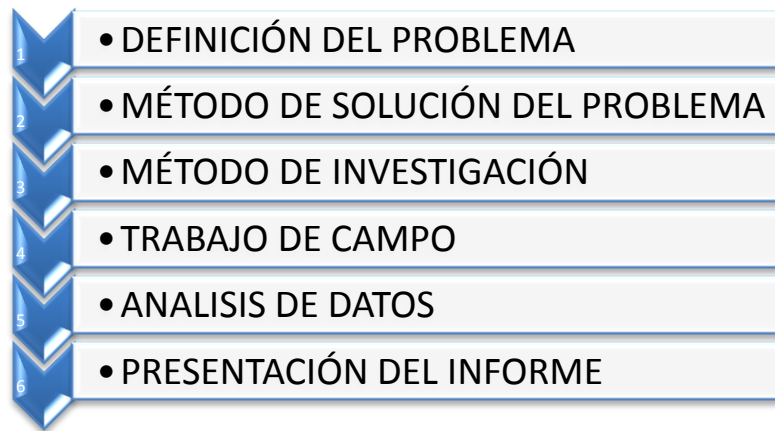 1 • DEFINICIÓN DEL PROBLEMA
2 • MÉTODO DE SOLUCIÓN DEL PROBLEMA
3 • MÉTODO DE INVESTIGACIÓN
4 • TRABAJO DE CAMPO
5 • ANALISIS DE DATOS
6 • PRESENTACIÓN DEL INFORME